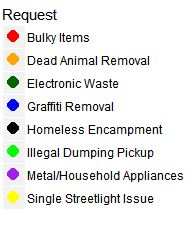 Request
Bulky Items
Dead Animal Removal
Electronic Waste
Graffiti Removal
Homeless Encampment
Illegal Dumping Pickup
Metal/Household Appliances
Single Streetlight Issue